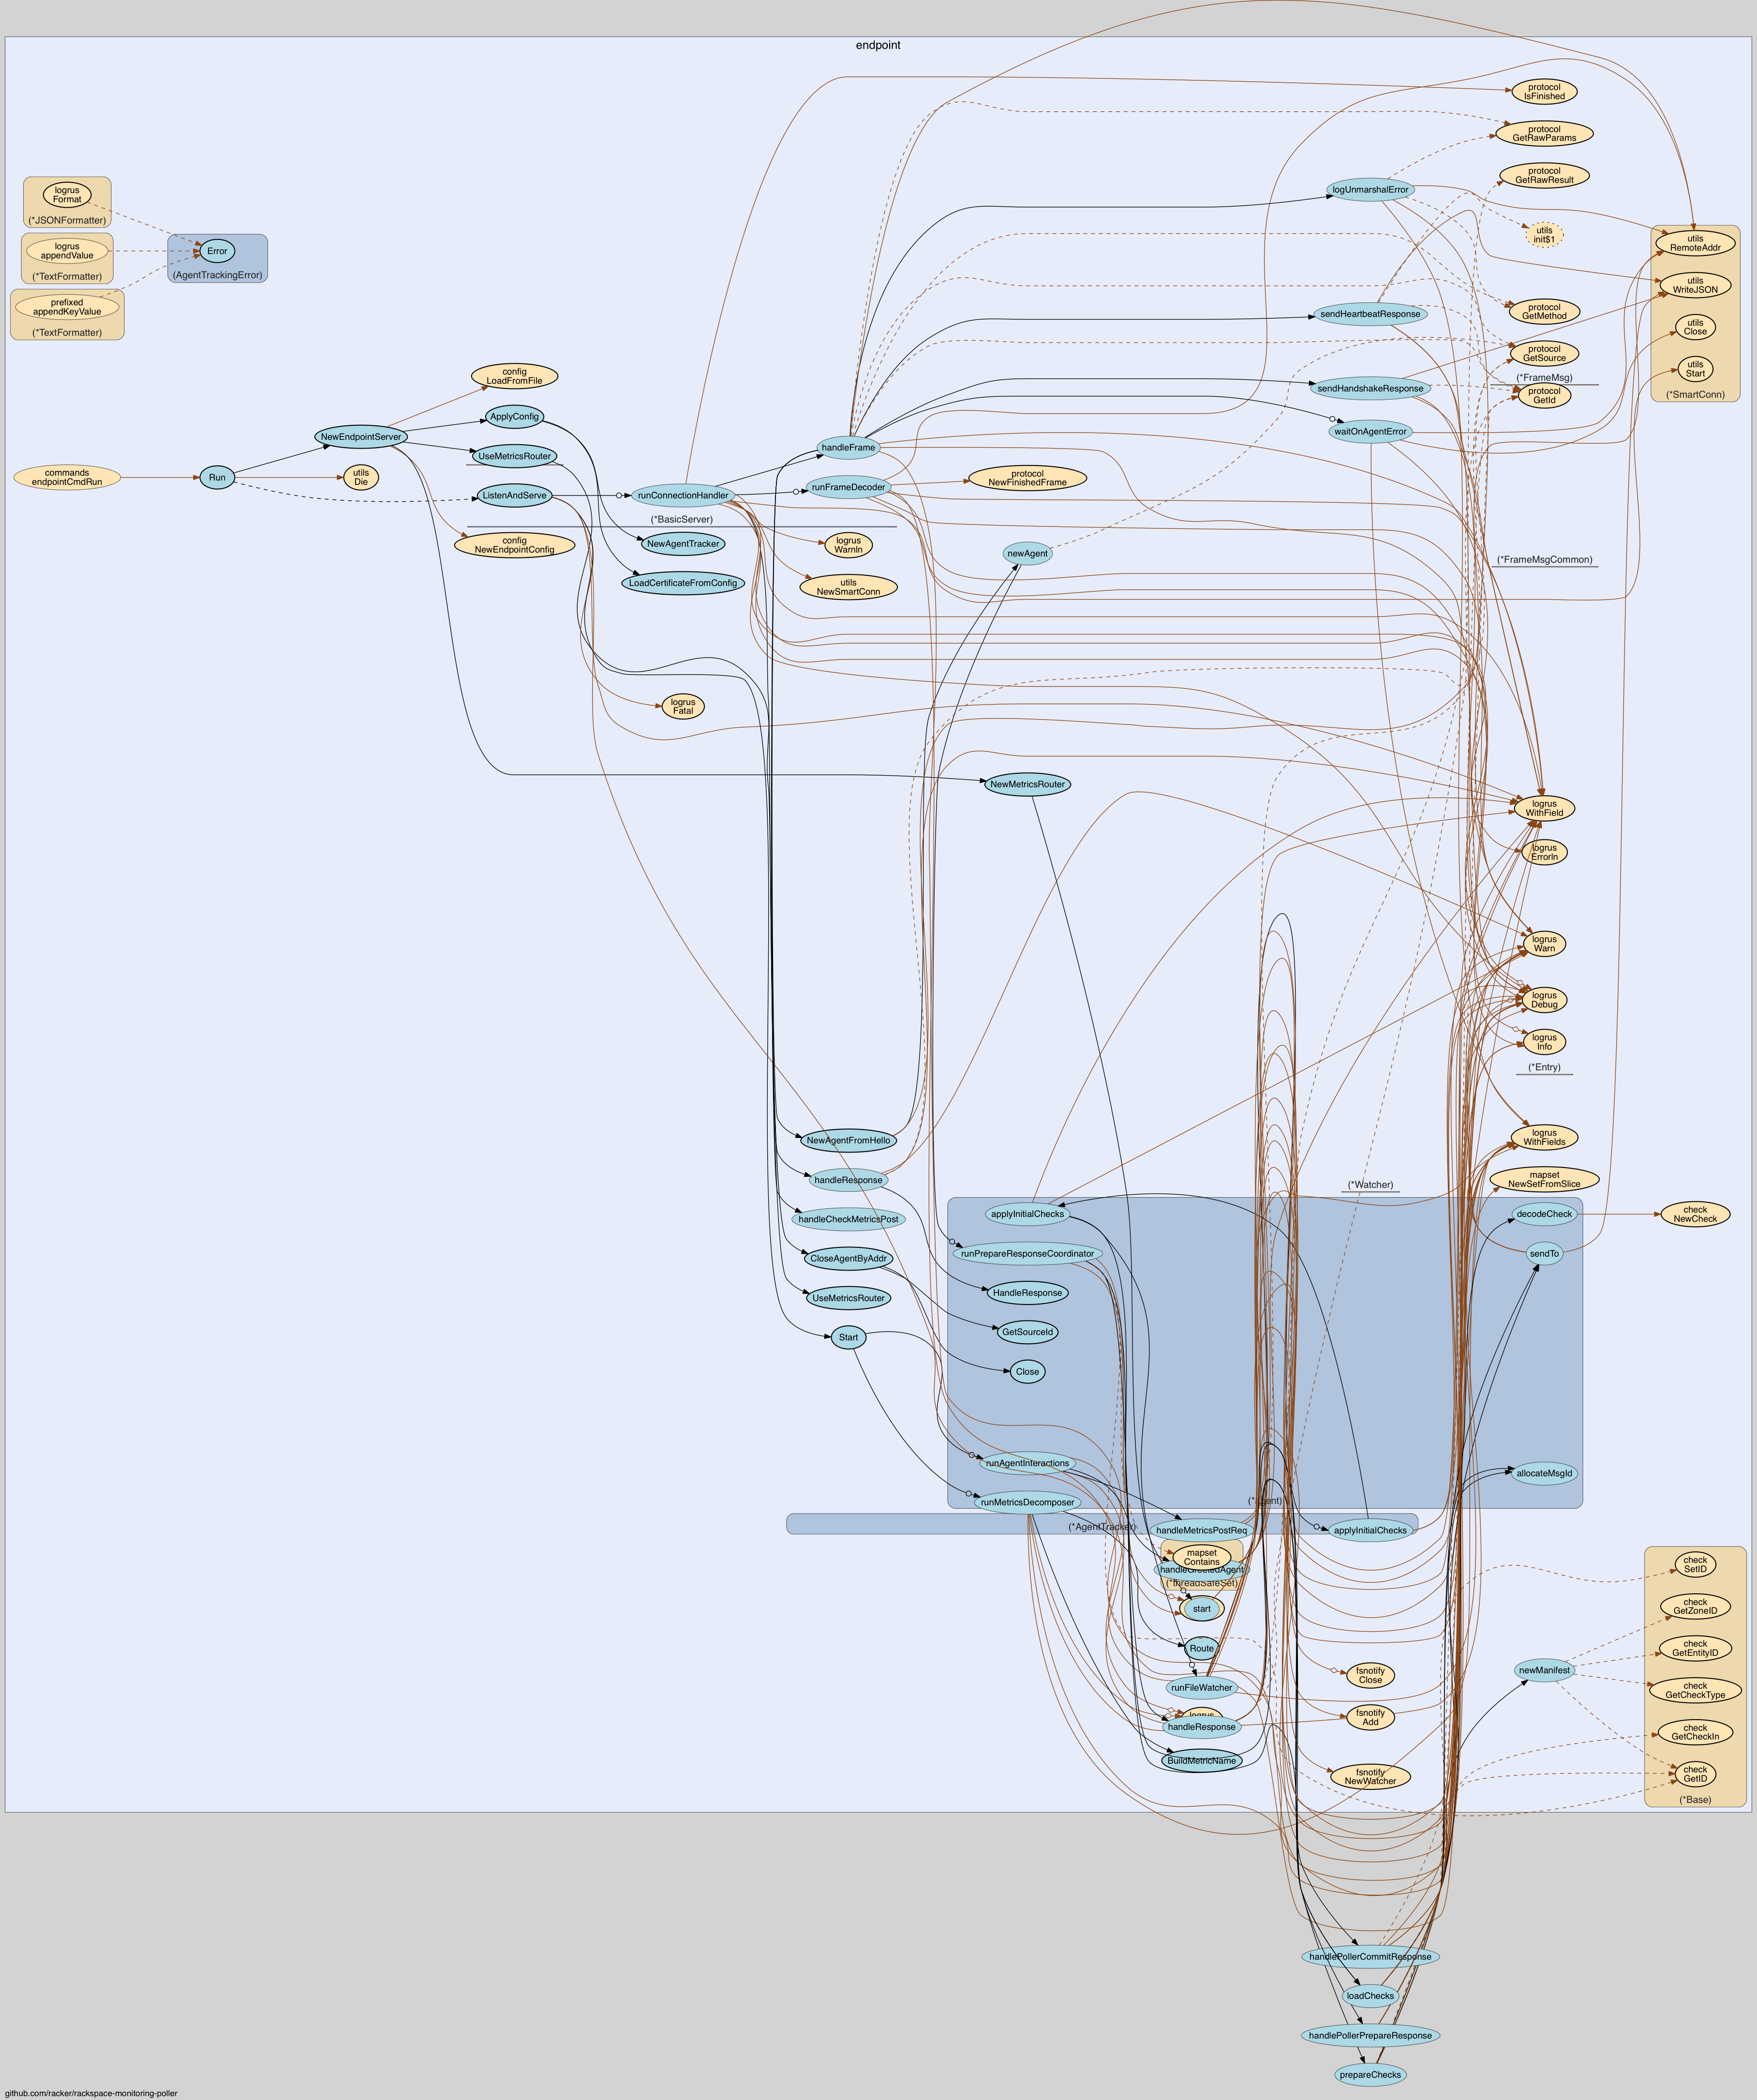 endpoint
protocol
IsFinished
protocol
GetRawParams
protocol
GetRawResult
logrus
Format
(*JSONFormatter)
logUnmarshalError
utils
init$1
utils
RemoteAddr
logrus
appendValue
(*TextFormatter)
Error
(AgentTrackingError)
prefixed
appendKeyValue
(*TextFormatter)
utils
WriteJSON
sendHeartbeatResponse
protocol
GetMethod
utils
Close
protocol
GetSource
(*FrameMsg)
utils
Start
(*SmartConn)
config
LoadFromFile
sendHandshakeResponse
protocol
GetId
ApplyConfig
NewEndpointServer
UseMetricsRouter
handleFrame
waitOnAgentError
commands
endpointCmdRun
Run
utils
Die
ListenAndServe
runConnectionHandler
runFrameDecoder
protocol
NewFinishedFrame
(*BasicServer)
config
NewEndpointConfig
NewAgentTracker
logrus
WarnIn
newAgent
(*FrameMsgCommon)
LoadCertificateFromConfig
utils
NewSmartConn
logrus
Fatal
NewMetricsRouter
logrus
WithField
logrus
ErrorIn
logrus
Warn
logrus
Debug
logrus
Info
(*Entry)
NewAgentFromHello
logrus
WithFields
handleResponse
mapset
NewSetFromSlice
(*Watcher)
handleCheckMetricsPost
applyInitialChecks
decodeCheck
check
NewCheck
CloseAgentByAddr
runPrepareResponseCoordinator
sendTo
UseMetricsRouter
HandleResponse
Start
GetSourceId
Close
runAgentInteractions
allocateMsgId
runMetricsDecomposer
(*agent)
(*AgentTracker)
handleMetricsPostReq
applyInitialChecks
mapset
Contains
handleGreetedAgent
(*threadSafeSet)
check
SetID
start
check
GetZoneID
Route
check
GetEntityID
runFileWatcher
fsnotify
Close
newManifest
check
GetCheckType
logrus
handleResponse
fsnotify
Add
check
GetCheckIn
BuildMetricName
fsnotify
NewWatcher
check
GetID
(*Base)
handlePollerCommitResponse
loadChecks
handlePollerPrepareResponse
prepareChecks
github.com/racker/rackspace-monitoring-poller